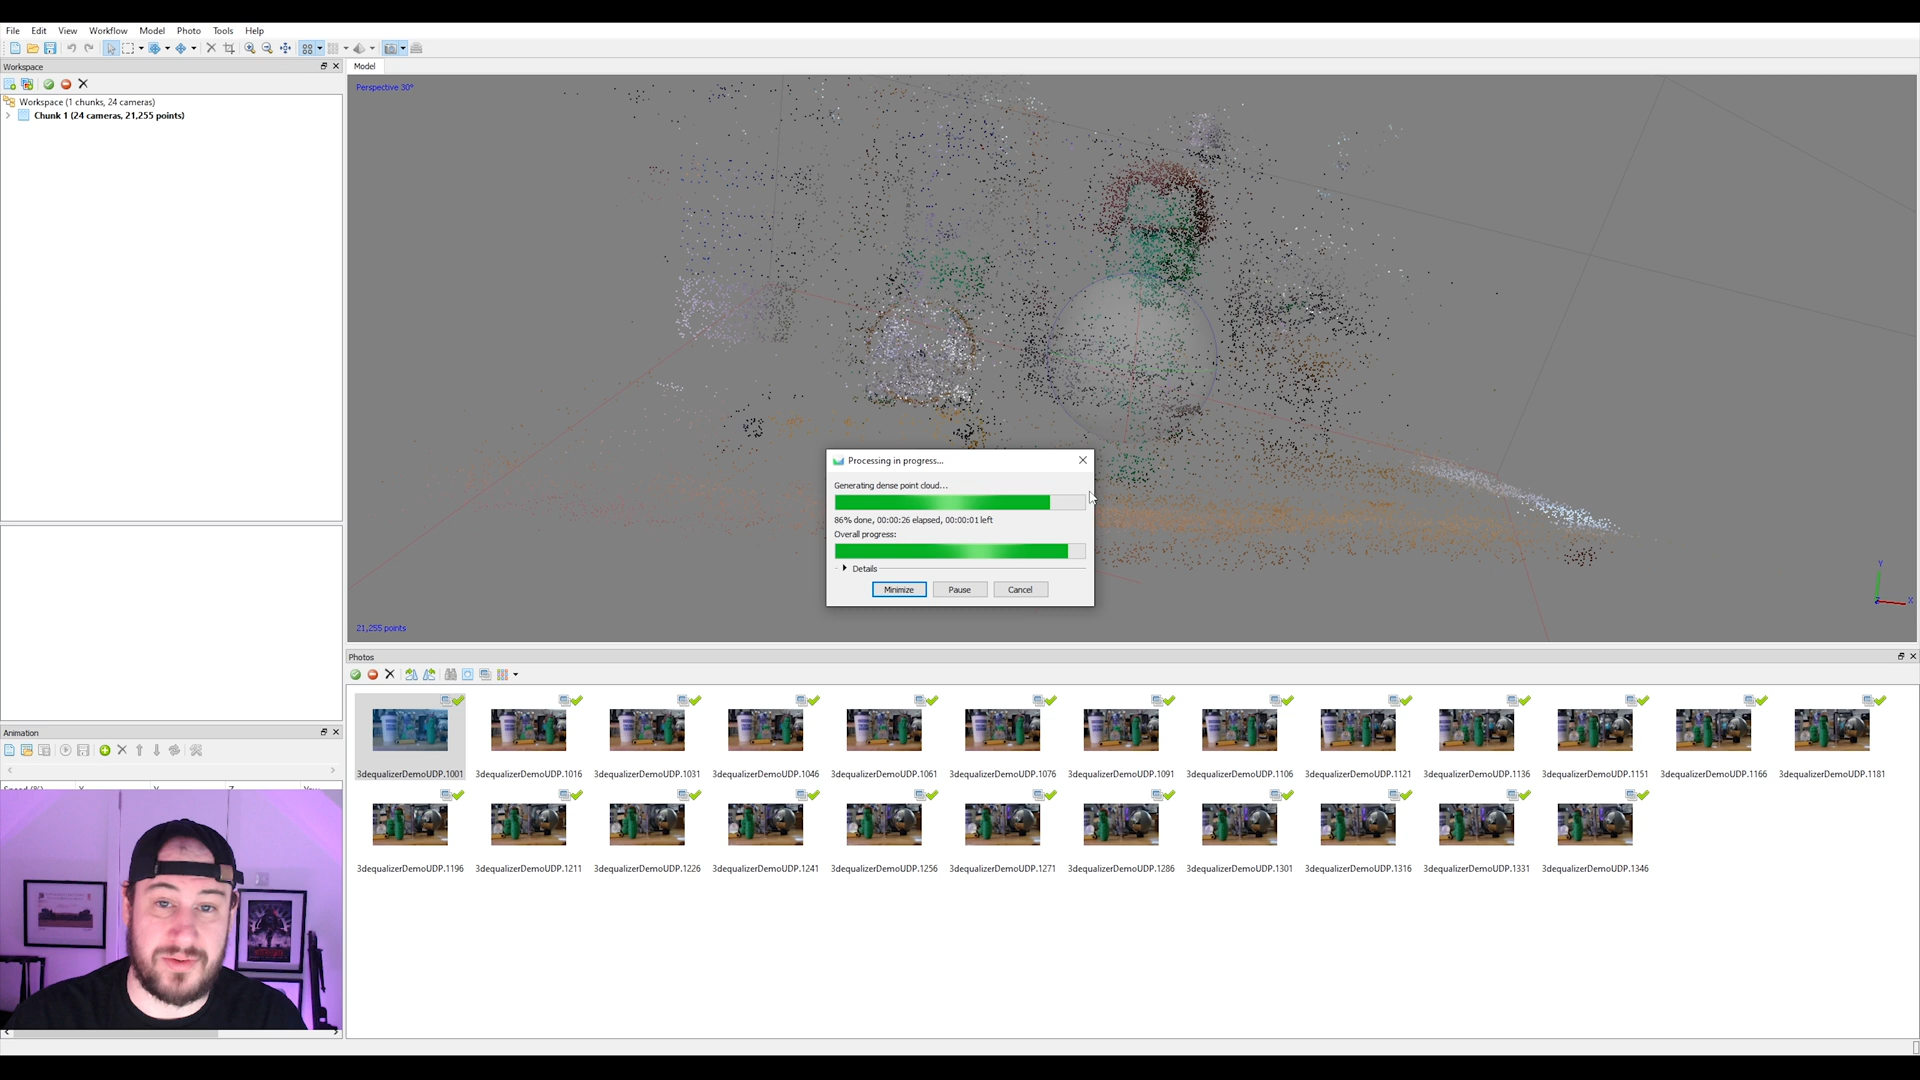 File Edit View Workflow Model Photo Tools Help
Workspace
Model
Workspace (1 chunks, 24 cameras)
Chunk 1 (24 cameras, 21,255 points)
Perspective 30°
Processing in progress...
Generating dense point cloud...
86% done, 00:00:26 elapsed, 00:00:01 left
Overall progress:
Details
Minimize Pause Cancel
21,255 points
Y
X
Photos
3dequalizerDemoUDP.1001 3dequalizerDemoUDP.1016 3dequalizerDemoUDP.1031 3dequalizerDemoUDP.1046 3dequalizerDemoUDP.1061 3dequalizerDemoUDP.1076 3dequalizerDemoUDP.1091 3dequalizerDemoUDP.1106 3dequalizerDemoUDP.1121 3dequalizerDemoUDP.1136 3dequalizerDemoUDP.1151 3dequalizerDemoUDP.1166 3dequalizerDemoUDP.1181
3dequalizerDemoUDP.1196 3dequalizerDemoUDP.1211 3dequalizerDemoUDP.1226 3dequalizerDemoUDP.1241 3dequalizerDemoUDP.1256 3dequalizerDemoUDP.1271 3dequalizerDemoUDP.1286 3dequalizerDemoUDP.1301 3dequalizerDemoUDP.1316 3dequalizerDemoUDP.1331 3dequalizerDemoUDP.1346
Animation